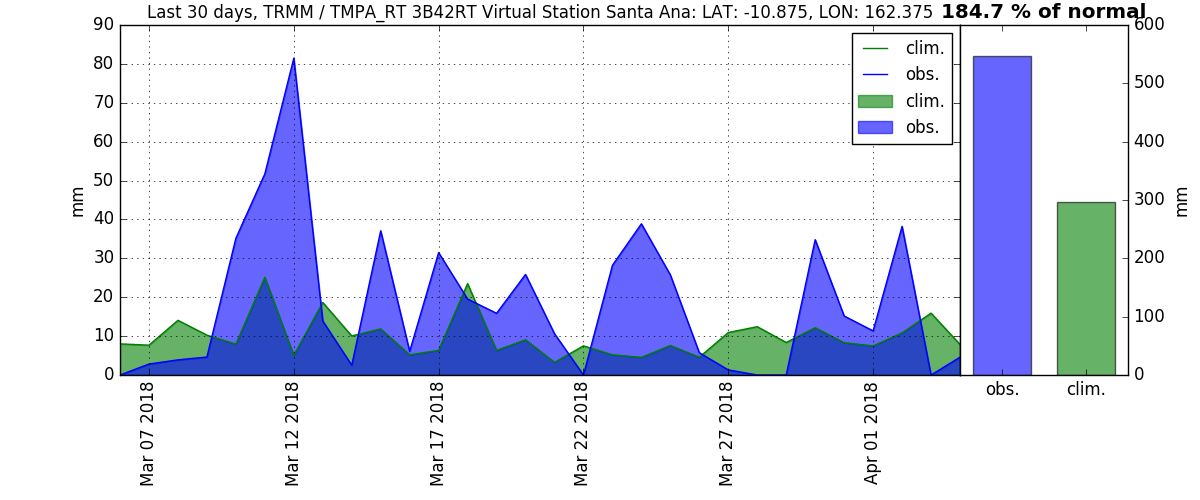 Last 30 days, TRMM / TMPA_RT 3B42RT Virtual Station Santa Ana: LAT: -10.875, LON: 162.375 184.7 % of normal
90
80
70
60
50
40
30
20
10
0
mm
clim.
obs.
clim.
obs.
Mar 07 2018
Mar 12 2018
Mar 17 2018
Mar 22 2018
Mar 27 2018
Apr 01 2018
600
500
400
300
200
100
0
mm
obs. clim.